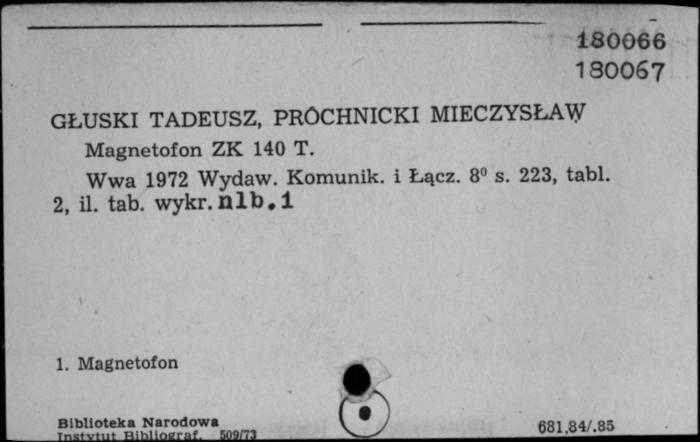 180066
180067
GŁUSKI TADEUSZ, PRÓCHNICKI MIECZYSŁAW
Magnetofon ZK 140 T.
Wwa 1972 Wydaw. Komunik. i Łącz. 8⁰ s. 223, tabl.
2, il. tab. wykr. nlb.1
1. Magnetofon
Biblioteka Narodowa
Instytut Bibliograf. 509/73
681,84/.85